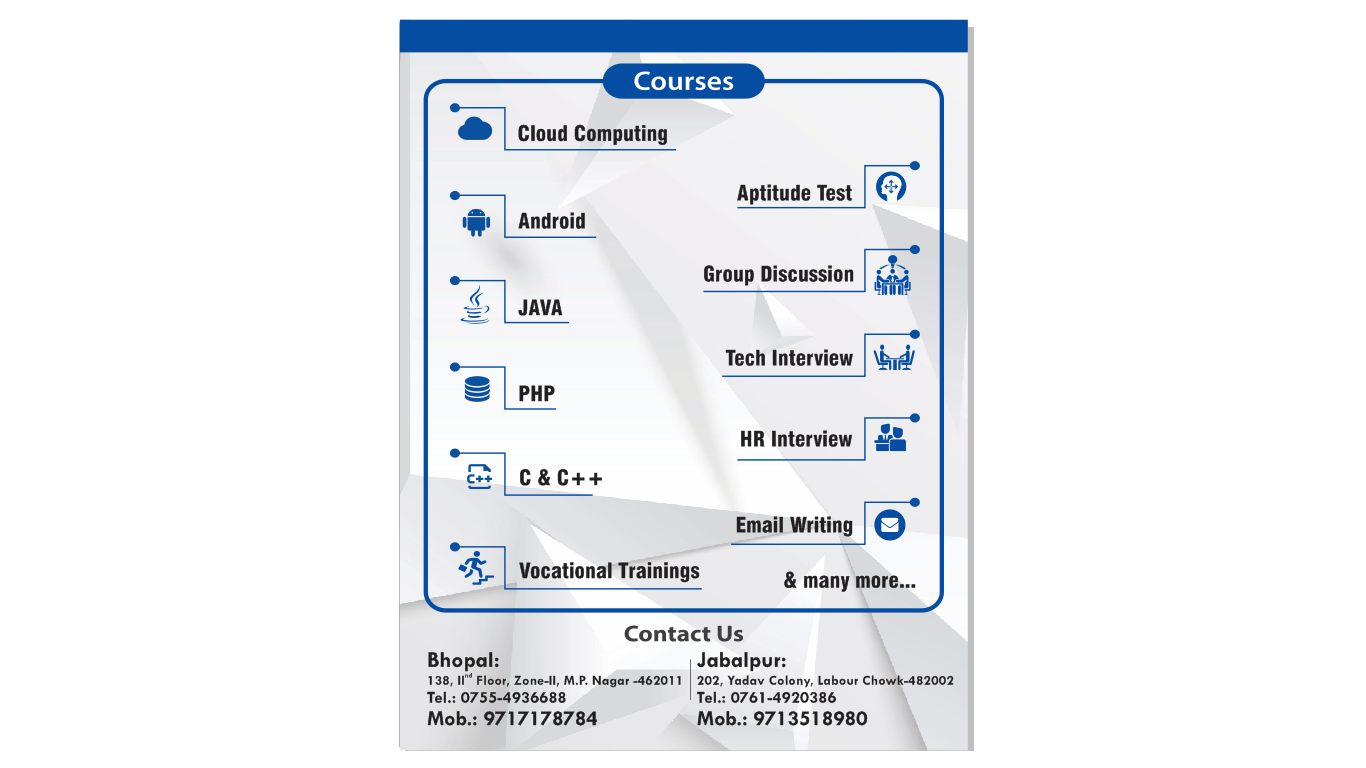 Courses
Cloud Computing
Android
JAVA
PHP
C++
C & C++
Vocational Trainings
Aptitude Test
Group Discussion
Tech Interview
HR Interview
Email Writing
& many more...
Contact Us
Bhopal:
138, IInd Floor, Zone-II, M.P. Nagar -462011
Tel.: 0755-4936688
Mob.: 9717178784
Jabalpur:
202, Yadav Colony, Labour Chowk-482002
Tel.: 0761-4920386
Mob.: 9713518980